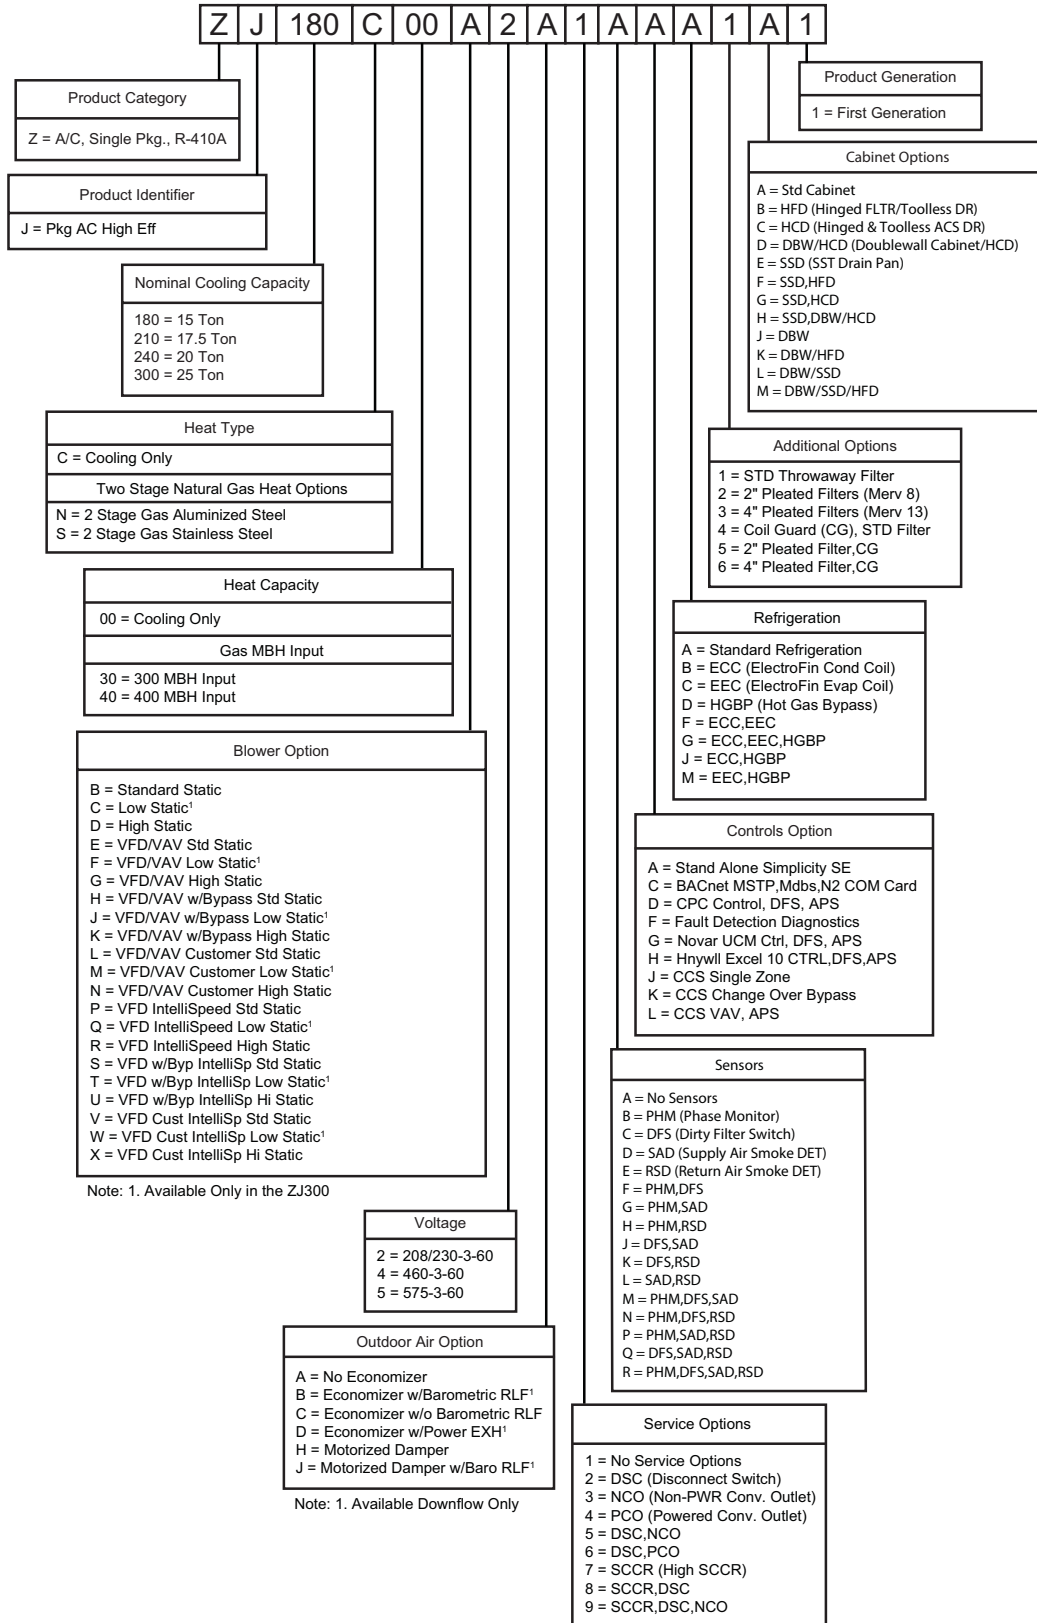 Z J 180 C 00 A 2 A 1 A A A 1 A 1
Product Category
Z = A/C, Single Pkg., R-410A
Product Identifier
J = Pkg AC High Eff
Nominal Cooling Capacity
180 = 15 Ton
210 = 17.5 Ton
240 = 20 Ton
300 = 25 Ton
Heat Type
C = Cooling Only
Two Stage Natural Gas Heat Options
N = 2 Stage Gas Aluminized Steel
S = 2 Stage Gas Stainless Steel
Heat Capacity
00 = Cooling Only
Gas MBH Input
30 = 300 MBH Input
40 = 400 MBH Input
Blower Option
B = Standard Static
C = Low Static¹
D = High Static
E = VFD/VAV Std Static
F = VFD/VAV Low Static¹
G = VFD/VAV High Static
H = VFD/VAV w/Bypass Std Static
J = VFD/VAV w/Bypass Low Static¹
K = VFD/VAV w/Bypass High Static
L = VFD/VAV Customer Std Static
M = VFD/VAV Customer Low Static¹
N = VFD/VAV Customer High Static
P = VFD IntelliSpeed Std Static
Q = VFD IntelliSpeed Low Static¹
R = VFD IntelliSpeed High Static
S = VFD w/Byp IntelliSp Std Static
T = VFD w/Byp IntelliSp Low Static¹
U = VFD w/Byp IntelliSp Hi Static
V = VFD Cust IntelliSp Std Static
W = VFD Cust IntelliSp Low Static¹
X = VFD Cust IntelliSp Hi Static
Note: 1. Available Only in the ZJ300
Voltage
2 = 208/230-3-60
4 = 460-3-60
5 = 575-3-60
Outdoor Air Option
A = No Economizer
B = Economizer w/Barometric RLF¹
C = Economizer w/o Barometric RLF
D = Economizer w/Power EXH¹
H = Motorized Damper
J = Motorized Damper w/Baro RLF¹
Note: 1. Available Downflow Only
Product Generation
1 = First Generation
Cabinet Options
A = Std Cabinet
B = HFD (Hinged FLTR/Toolless DR)
C = HCD (Hinged & Toolless ACS DR)
D = DBW/HCD (Doublewall Cabinet/HCD)
E = SSD (SST Drain Pan)
F = SSD,HFD
G = SSD,HCD
H = SSD,DBW/HCD
J = DBW
K = DBW/HFD
L = DBW/SSD
M = DBW/SSD/HFD
Additional Options
1 = STD Throwaway Filter
2 = 2" Pleated Filters (Merv 8)
3 = 4" Pleated Filters (Merv 13)
4 = Coil Guard (CG), STD Filter
5 = 2" Pleated Filter,CG
6 = 4" Pleated Filter,CG
Refrigeration
A = Standard Refrigeration
B = ECC (ElectroFin Cond Coil)
C = EEC (ElectroFin Evap Coil)
D = HGBP (Hot Gas Bypass)
F = ECC,EEC
G = ECC,EEC,HGBP
J = ECC,HGBP
M = EEC,HGBP
Controls Option
A = Stand Alone Simplicity SE
C = BACnet MSTP,Mdbs,N2 COM Card
D = CPC Control, DFS, APS
F = Fault Detection Diagnostics
G = Novar UCM Ctrl, DFS, APS
H = Hnywll Excel 10 CTRL,DFS,APS
J = CCS Single Zone
K = CCS Change Over Bypass
L = CCS VAV, APS
Sensors
A = No Sensors
B = PHM (Phase Monitor)
C = DFS (Dirty Filter Switch)
D = SAD (Supply Air Smoke DET)
E = RSD (Return Air Smoke DET)
F = PHM,DFS
G = PHM,SAD
H = PHM,RSD
J = DFS,SAD
K = DFS,RSD
L = SAD,RSD
M = PHM,DFS,SAD
N = PHM,DFS,RSD
P = PHM,SAD,RSD
Q = DFS,SAD,RSD
R = PHM,DFS,SAD,RSD
Service Options
1 = No Service Options
2 = DSC (Disconnect Switch)
3 = NCO (Non-PWR Conv. Outlet)
4 = PCO (Powered Conv. Outlet)
5 = DSC,NCO
6 = DSC,PCO
7 = SCCR (High SCCR)
8 = SCCR,DSC
9 = SCCR,DSC,NCO